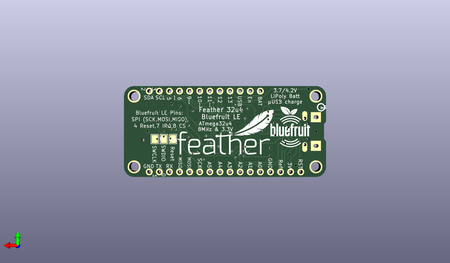 SDA SCL 5 6 9 10 11 12 13 USB En BAT
Feather 32u4
Bluefruit LE
ATmega32u4
8MHz & 3.3V
Bluefruit LE Pins:
SPI (SCK,MOSI,MISO),
4 Reset,7 IRQ,8 CS
3.7/4.2V
LiPoly Batt
µUSB charge
bluefruit
feather
SWCLK
SWDIO
Reset
GND TX RX MISO MOSI SCK A5 A4 A3 A2 A1 A0 Aref GND 3V RST